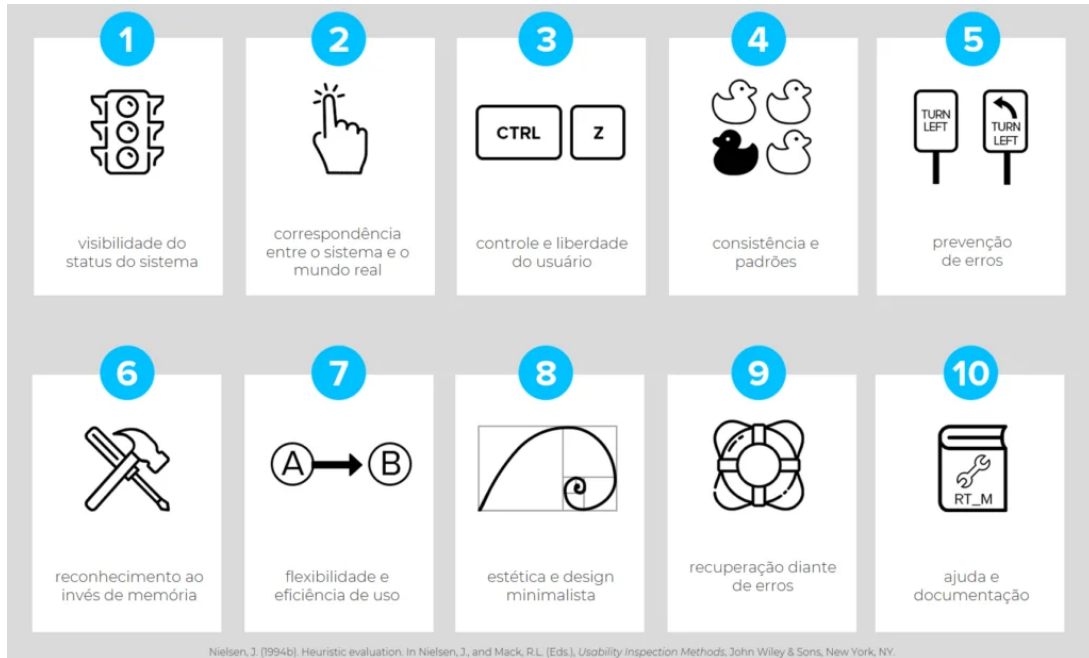 1
2
3
4
5
CTRL
Z
TURN
LEFT
TURN
LEFT
visibilidade do
status do sistema
correspondência
entre o sistema e o
mundo real
controle e liberdade
do usuário
consistência e
padrões
prevenção
de erros
6
7
8
9
10
A
B
RT_M
reconhecimento ao
invés de memória
flexibilidade e
eficiência de uso
estética e design
minimalista
recuperação diante
de erros
ajuda e
documentação
Nielsen, J. (1994b). Heuristic evaluation. In Nielsen, J., and Mack, R.L. (Eds.), Usability Inspection Methods, John Wiley & Sons, New York, NY.